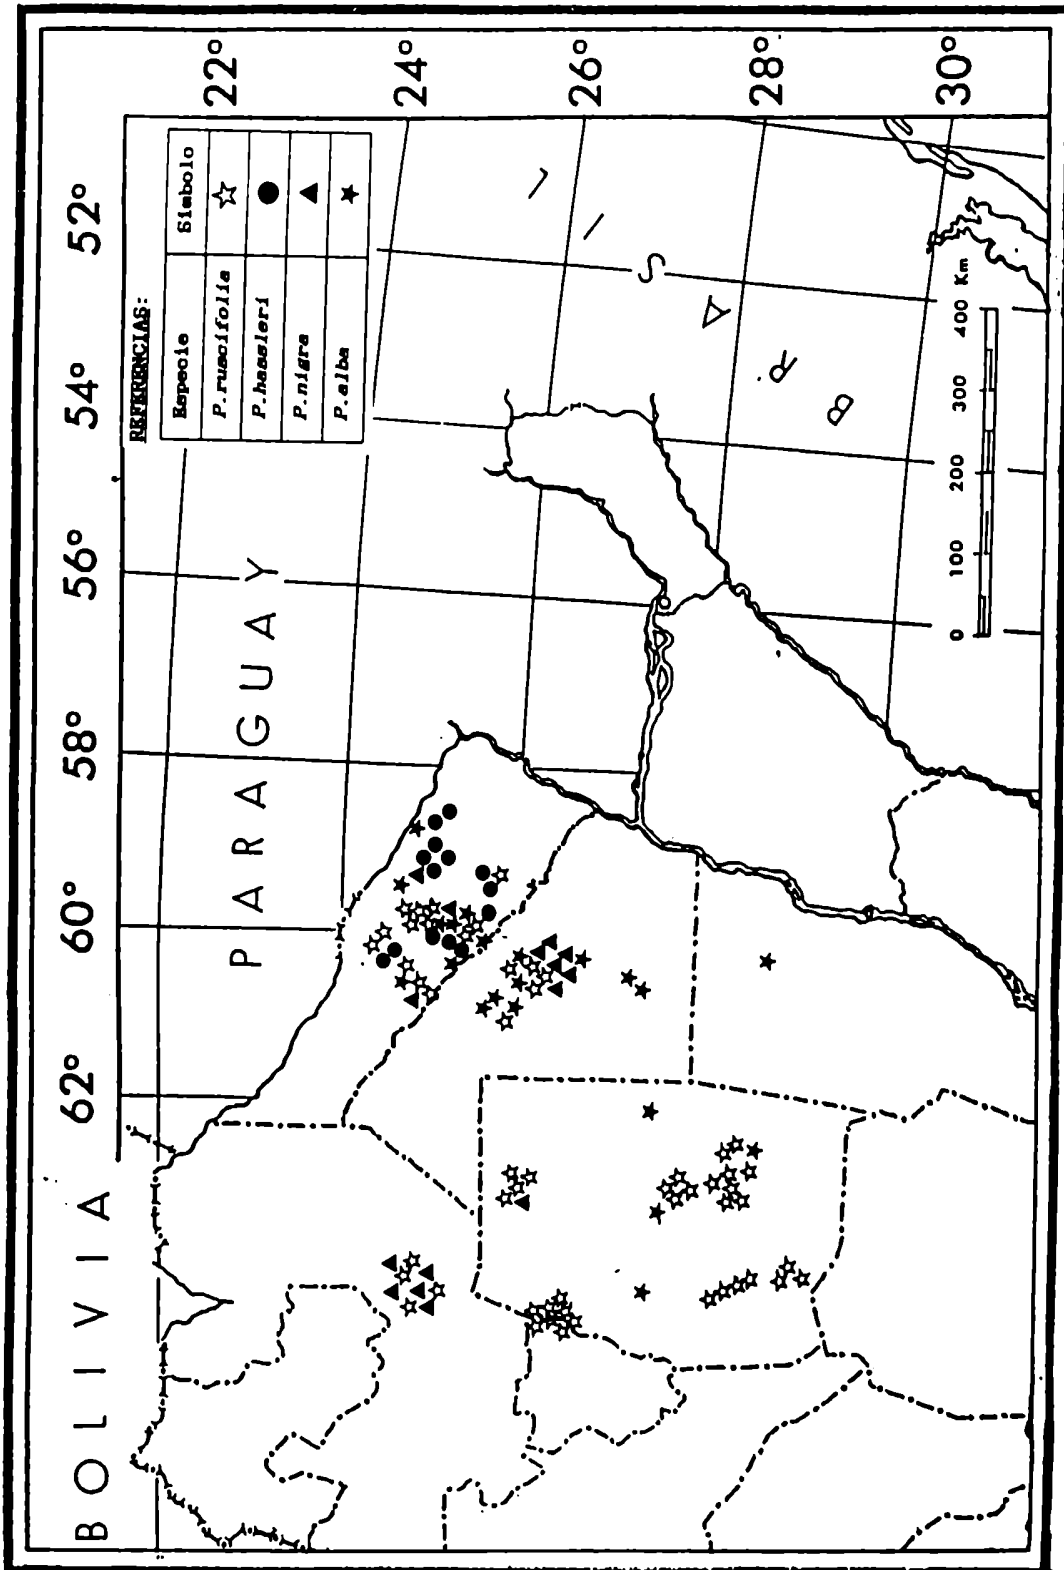 BOLIVIA
PARAGUAY
BRASIL
62°
60°
58°
56°
54°
52°
22°
24°
26°
28°
30°
REFERENCIAS:
Especie Simbolo
P.ruscifolia ☆
P.hassleri ●
P.nigra ▲
P.alba ★
0 100 200 300 400 Km